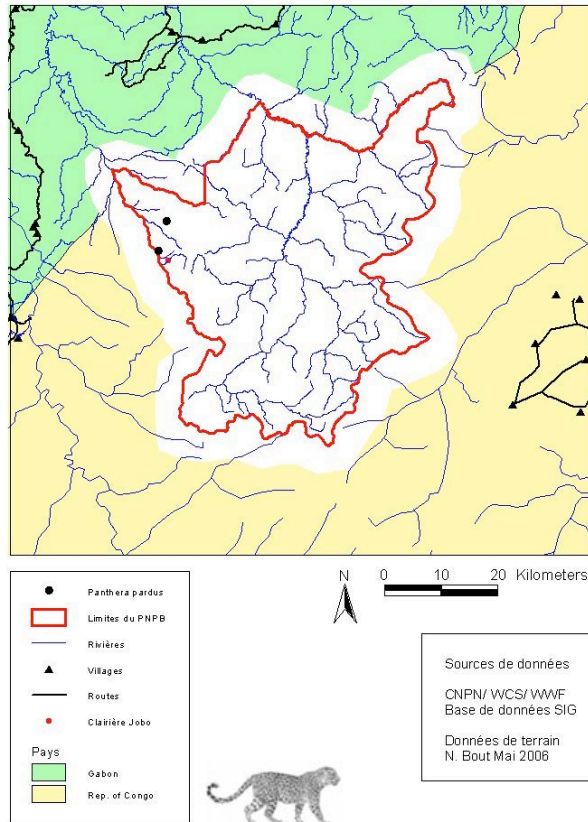 N
0 10 20 Kilometers
Panthera pardus
Limites du PNPB
Rivières
Villages
Routes
Clairière Jobo
Pays
Gabon
Rep. of Congo
Sources de données
CNPN/ WCS/ WWF
Base de données SIG
Données de terrain
N. Bout Mai 2006